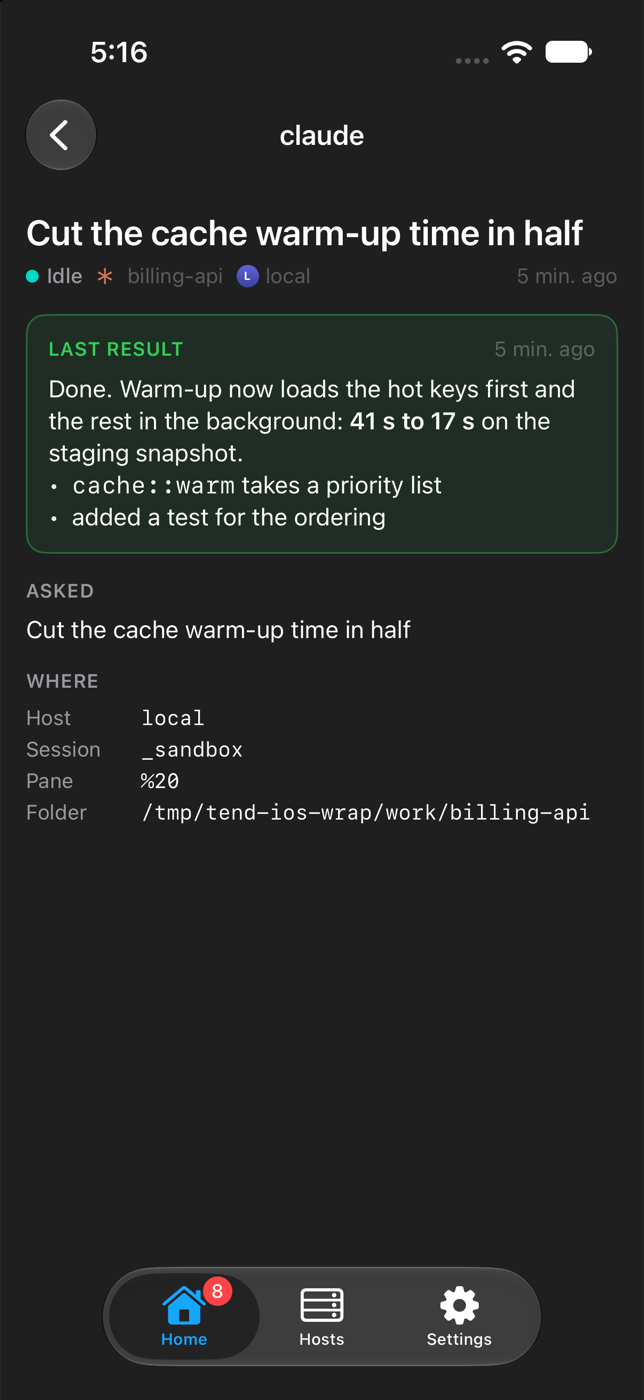 5:16
claude
Cut the cache warm-up time in half
Idle billing-api L local 5 min. ago
LAST RESULT 5 min. ago
Done. Warm-up now loads the hot keys first and
the rest in the background: 41 s to 17 s on the
staging snapshot.
• cache::warm takes a priority list
• added a test for the ordering
ASKED
Cut the cache warm-up time in half
WHERE
Host local
Session _sandbox
Pane %20
Folder /tmp/tend-ios-wrap/work/billing-api
8
Home Hosts Settings